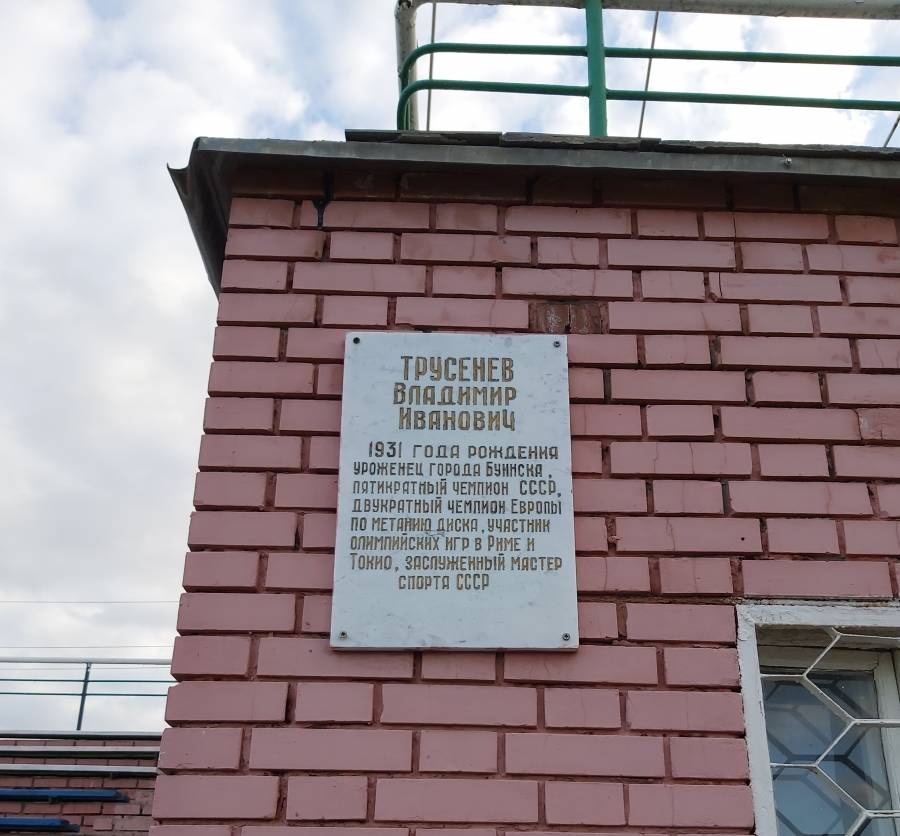 ТРУСЕНЕВ
ВЛАДИМИР
ИВАНОВИЧ
1931 ГОДА РОЖДЕНИЯ
УРОЖЕНЕЦ ГОРОДА БУИНСКА,
ПЯТИКРАТНЫЙ ЧЕМПИОН СССР,
ДВУКРАТНЫЙ ЧЕМПИОН ЕВРОПЫ
ПО МЕТАНИЮ ДИСКА, УЧАСТНИК
ОЛИМПИЙСКИХ ИГР В РИМЕ И
ТОКИО, ЗАСЛУЖЕННЫЙ МАСТЕР
СПОРТА СССР